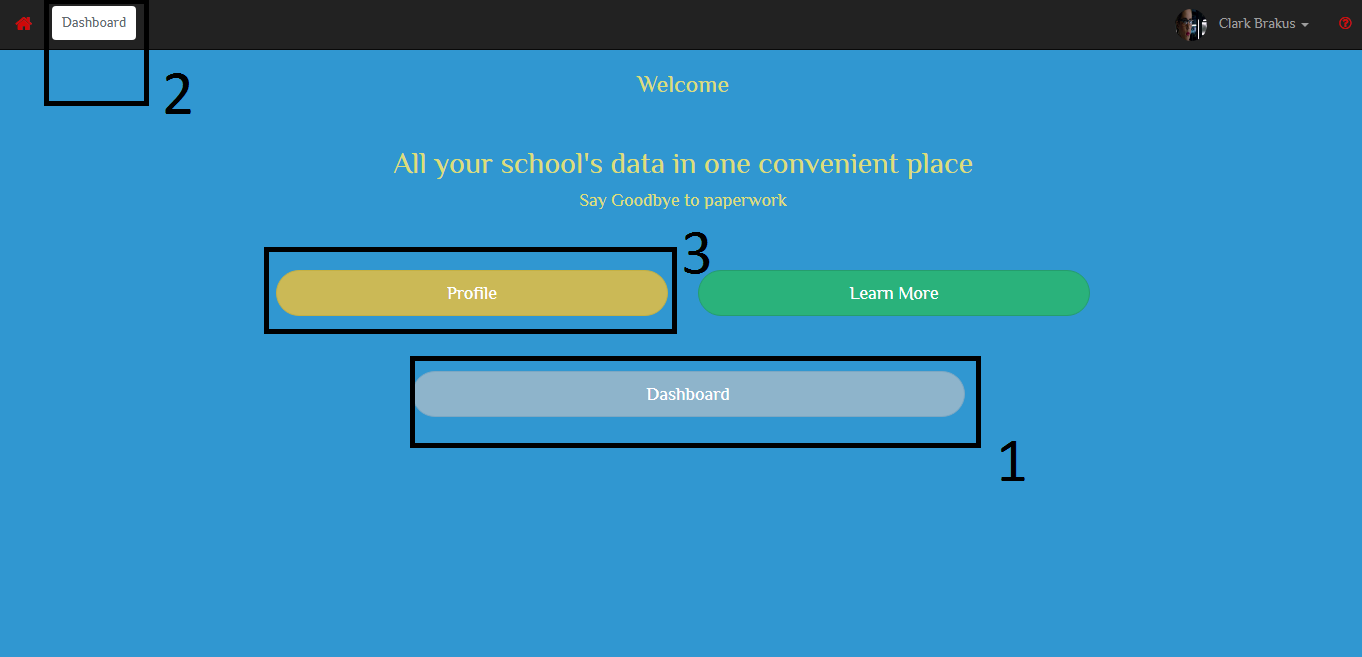 Dashboard
Clark Brakus
2
Welcome
All your school's data in one convenient place
Say Goodbye to paperwork
3
Profile
Learn More
Dashboard
1